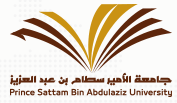 جامعة الأمير سطام بن عبد العزيز
Prince Sattam Bin Abdulaziz University